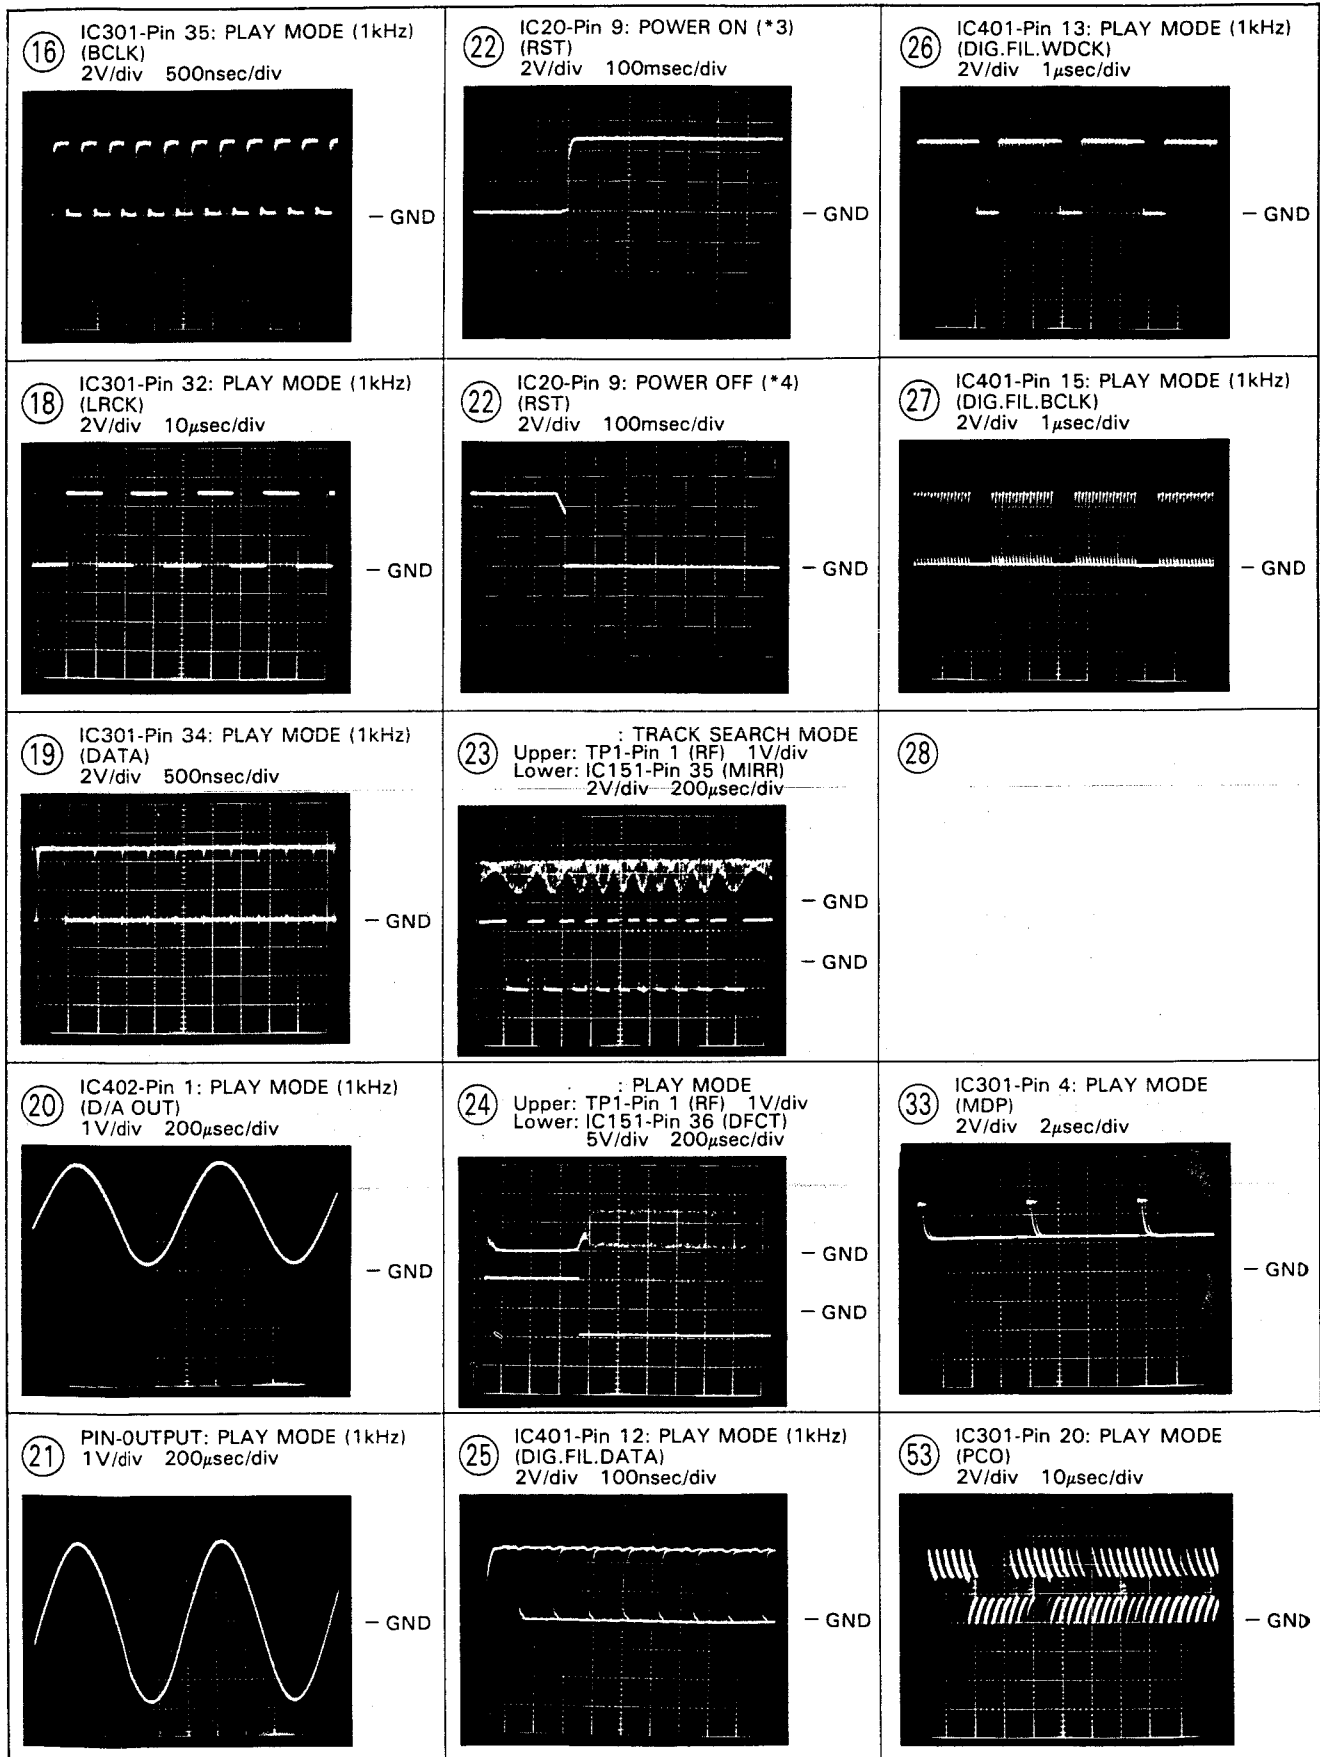 16 IC301-Pin 35: PLAY MODE (1kHz)
(BCLK)
2V/div 500nsec/div
– GND
22 IC20-Pin 9: POWER ON (*3)
(RST)
2V/div 100msec/div
– GND
26 IC401-Pin 13: PLAY MODE (1kHz)
(DIG.FIL.WDCK)
2V/div 1μsec/div
– GND
18 IC301-Pin 32: PLAY MODE (1kHz)
(LRCK)
2V/div 10μsec/div
– GND
22 IC20-Pin 9: POWER OFF (*4)
(RST)
2V/div 100msec/div
– GND
27 IC401-Pin 15: PLAY MODE (1kHz)
(DIG.FIL.BCLK)
2V/div 1μsec/div
– GND
19 IC301-Pin 34: PLAY MODE (1kHz)
(DATA)
2V/div 500nsec/div
– GND
23 : TRACK SEARCH MODE
Upper: TP1-Pin 1 (RF) 1V/div
Lower: IC151-Pin 35 (MIRR)
2V/div 200μsec/div
– GND
– GND
28
20 IC402-Pin 1: PLAY MODE (1kHz)
(D/A OUT)
1V/div 200μsec/div
– GND
24 : PLAY MODE
Upper: TP1-Pin 1 (RF) 1V/div
Lower: IC151-Pin 36 (DFCT)
5V/div 200μsec/div
– GND
– GND
33 IC301-Pin 4: PLAY MODE
(MDP)
2V/div 2μsec/div
– GND
21 PIN-OUTPUT: PLAY MODE (1kHz)
1V/div 200μsec/div
– GND
25 IC401-Pin 12: PLAY MODE (1kHz)
(DIG.FIL.DATA)
2V/div 100nsec/div
– GND
53 IC301-Pin 20: PLAY MODE
(PCO)
2V/div 10μsec/div
– GND